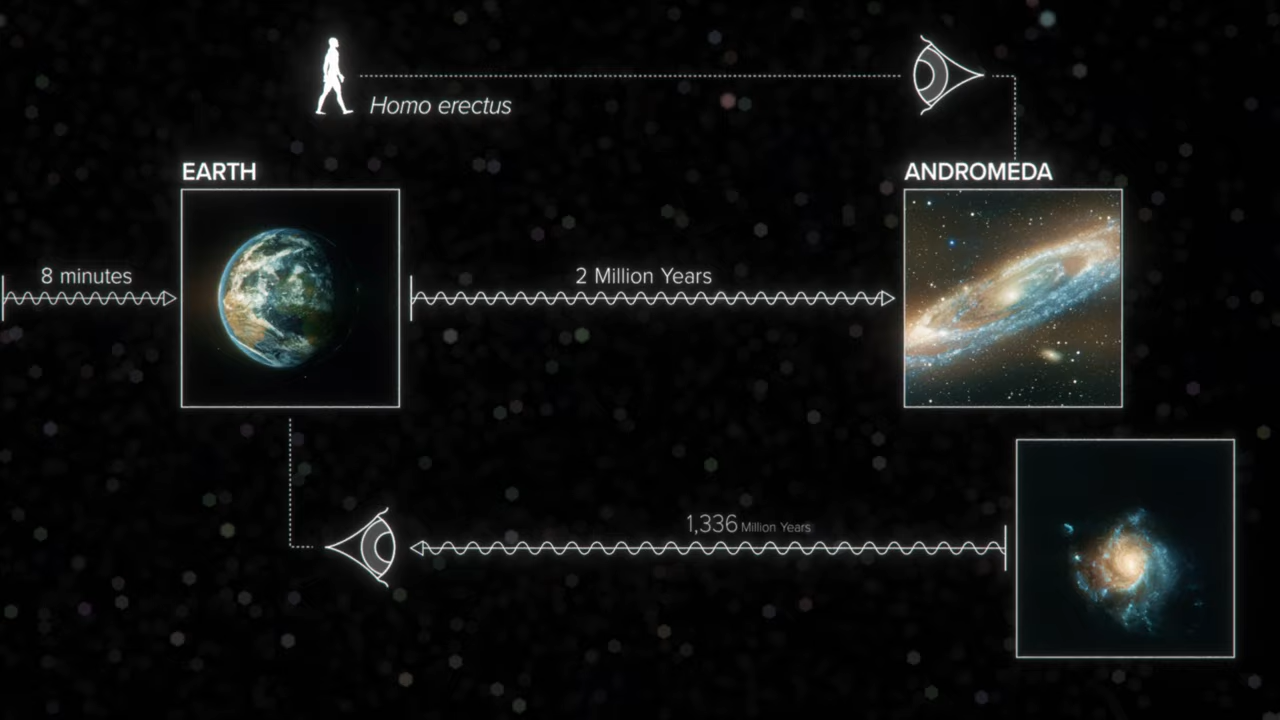 Homo erectus
EARTH
ANDROMEDA
8 minutes
2 Million Years
1,336 Million Years